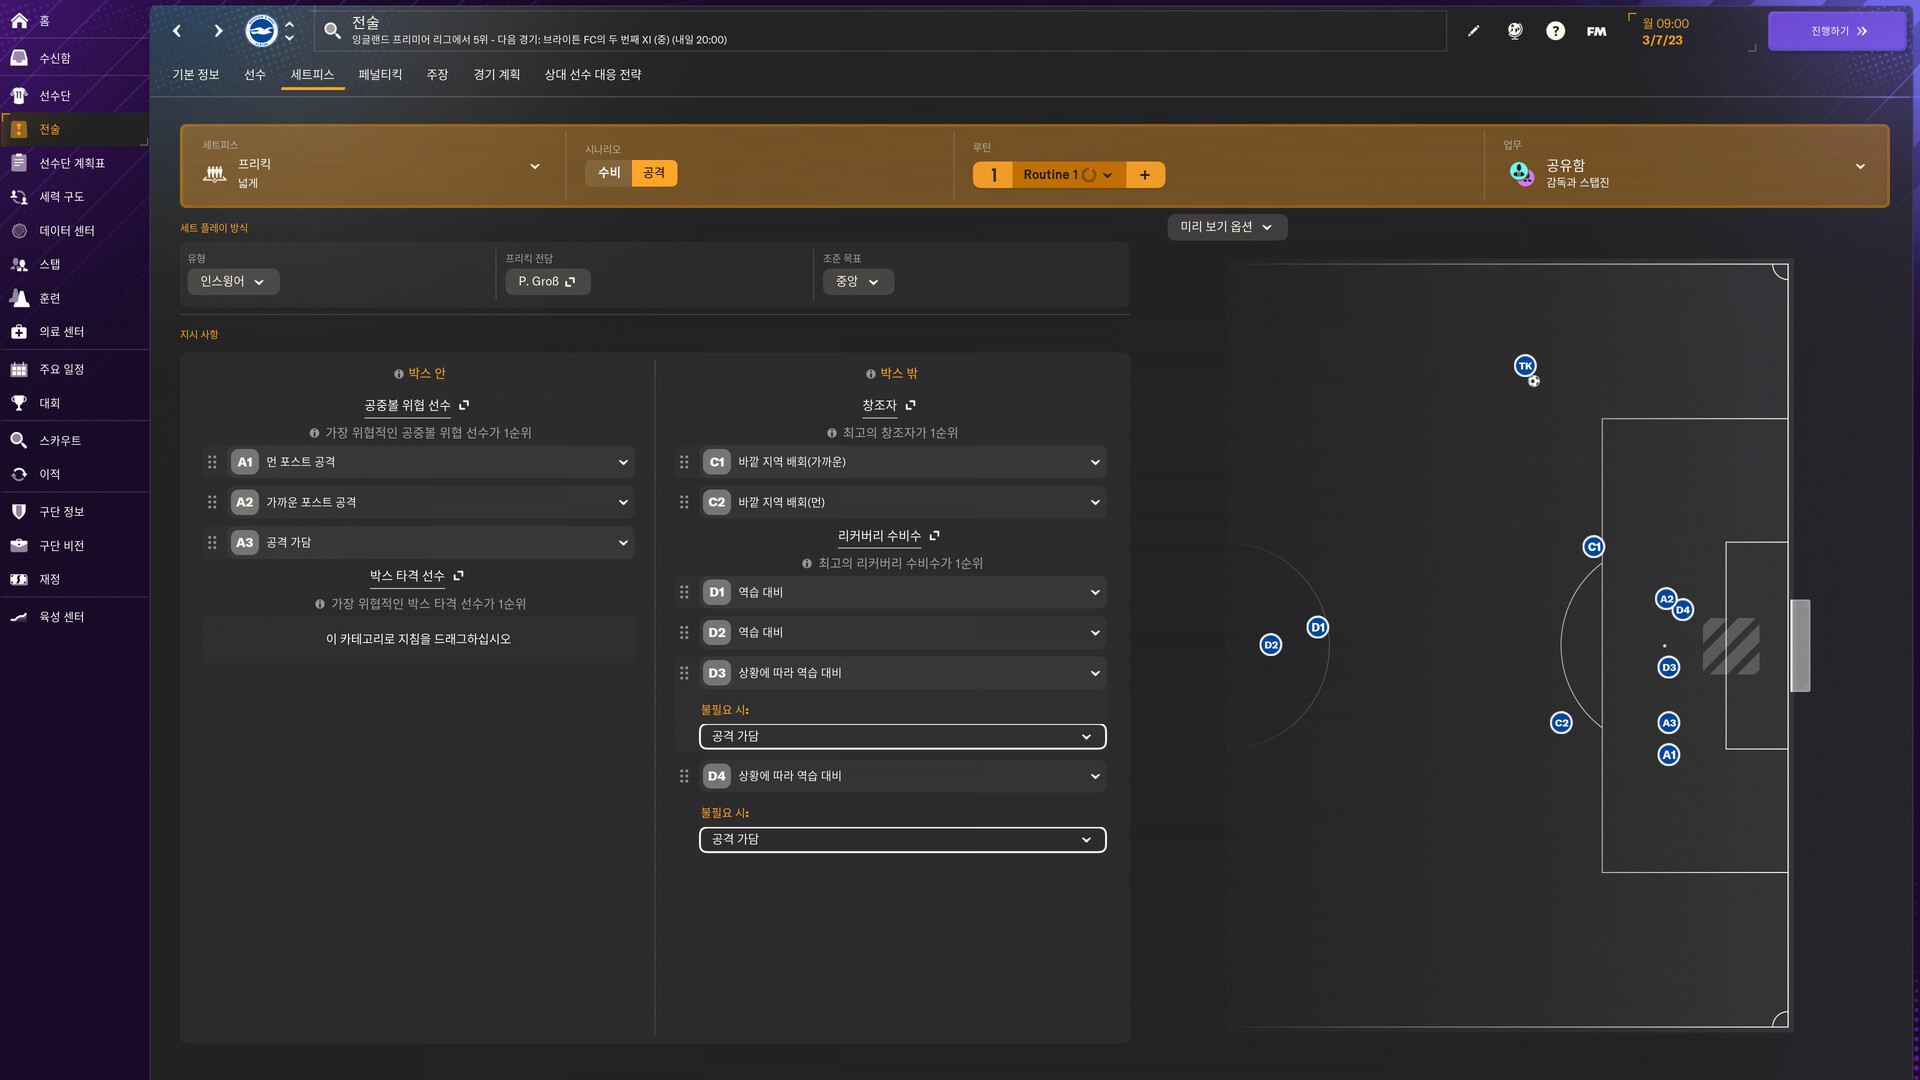 홈
수신함
선수단
전술
선수단 계획표
세력 구도
데이터 센터
스탭
훈련
의료 센터
주요 일정
대회
스카우트
이적
구단 정보
구단 비전
재정
육성 센터
전술
잉글랜드 프리미어 리그에서 5위 - 다음 경기: 브라이튼 FC의 두 번째 XI (중) (내일 20:00)
FM
월 09:00
3/7/23
진행하기
기본 정보 선수 세트피스 페널티킥 주장 경기 계획 상대 선수 대응 전략
세트피스
프리킥
넓게
시나리오
수비 공격
루틴
1 Routine 1 +
업무
공유함
감독과 스탭진
세트 플레이 방식
유형
인스윙어
프리킥 전담
P. Groß
조준 목표
중앙
미리 보기 옵션
지시 사항
박스 안
공중볼 위협 선수
가장 위협적인 공중볼 위협 선수가 1순위
A1 먼 포스트 공격
A2 가까운 포스트 공격
A3 공격 가담
박스 타격 선수
가장 위협적인 박스 타격 선수가 1순위
이 카테고리로 지침을 드래그하십시오
박스 밖
창조자
최고의 창조자가 1순위
C1 바깥 지역 배회(가까운)
C2 바깥 지역 배회(먼)
리커버리 수비수
최고의 리커버리 수비수가 1순위
D1 역습 대비
D2 역습 대비
D3 상황에 따라 역습 대비
불필요 시:
공격 가담
D4 상황에 따라 역습 대비
불필요 시:
공격 가담
TK
C1
A2
D4
D1
D2
D3
C2
A3
A1